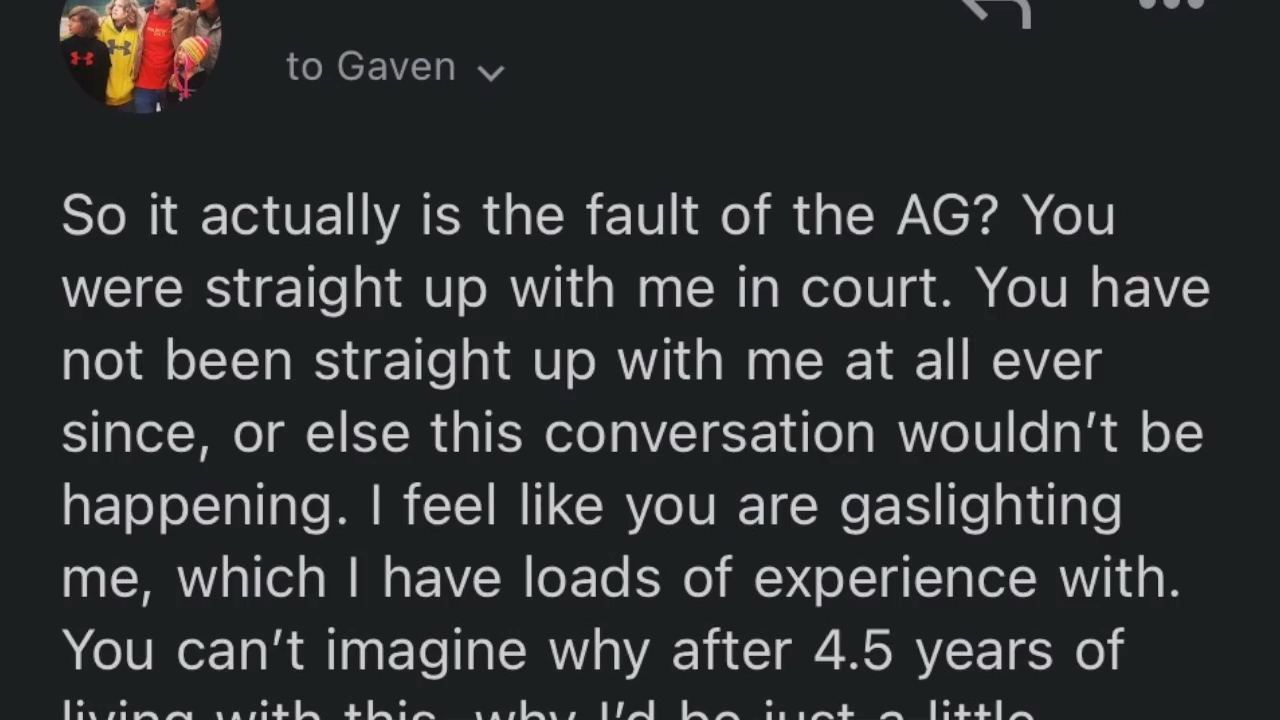 to Gaven
So it actually is the fault of the AG? You
were straight up with me in court. You have
not been straight up with me at all ever
since, or else this conversation wouldn’t be
happening. I feel like you are gaslighting
me, which I have loads of experience with.
You can’t imagine why after 4.5 years of
living with this, why I’d be just a little